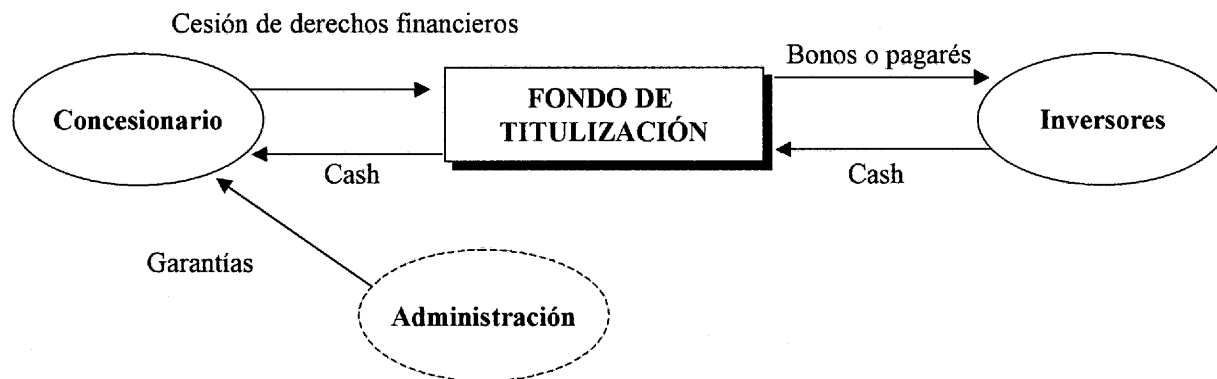 Cesión de derechos financieros
Bonos o pagarés
Concesionario
FONDO DE
TITULIZACIÓN
Inversores
Cash
Cash
Garantías
Administración